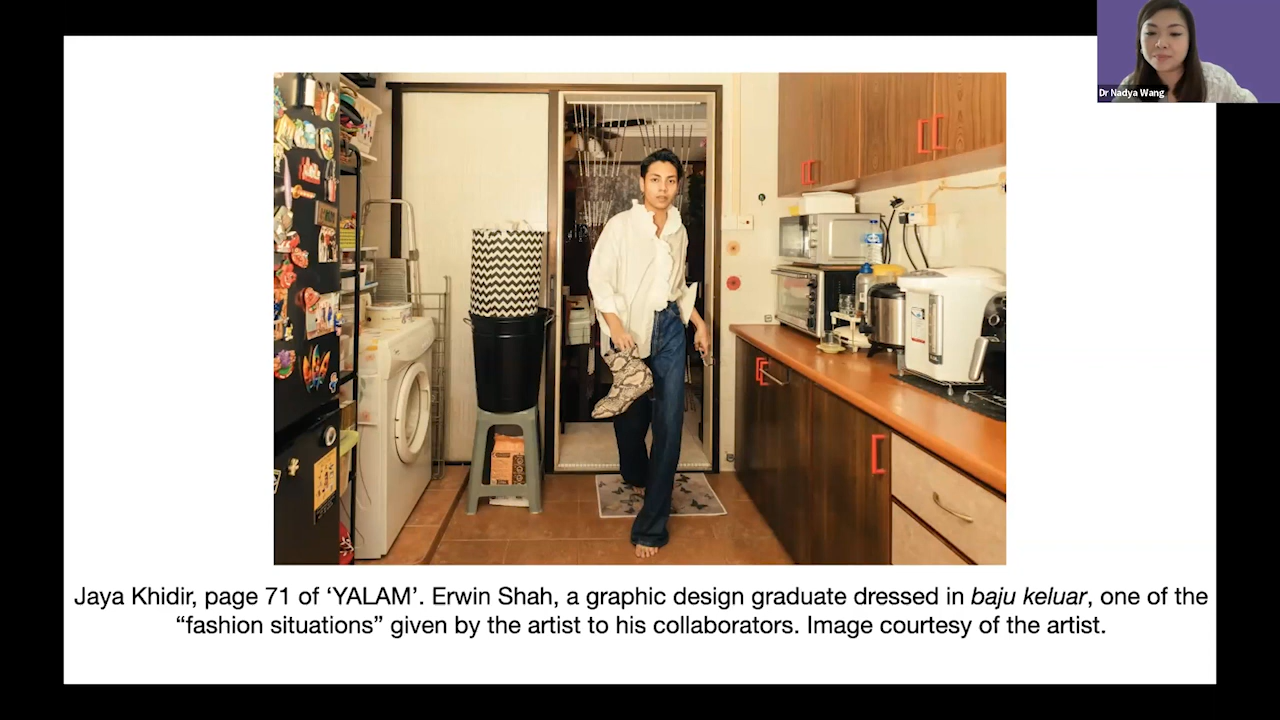 Dr Nadya Wang
Jaya Khidir, page 71 of ‘YALAM’. Erwin Shah, a graphic design graduate dressed in baju keluar, one of the
“fashion situations” given by the artist to his collaborators. Image courtesy of the artist.